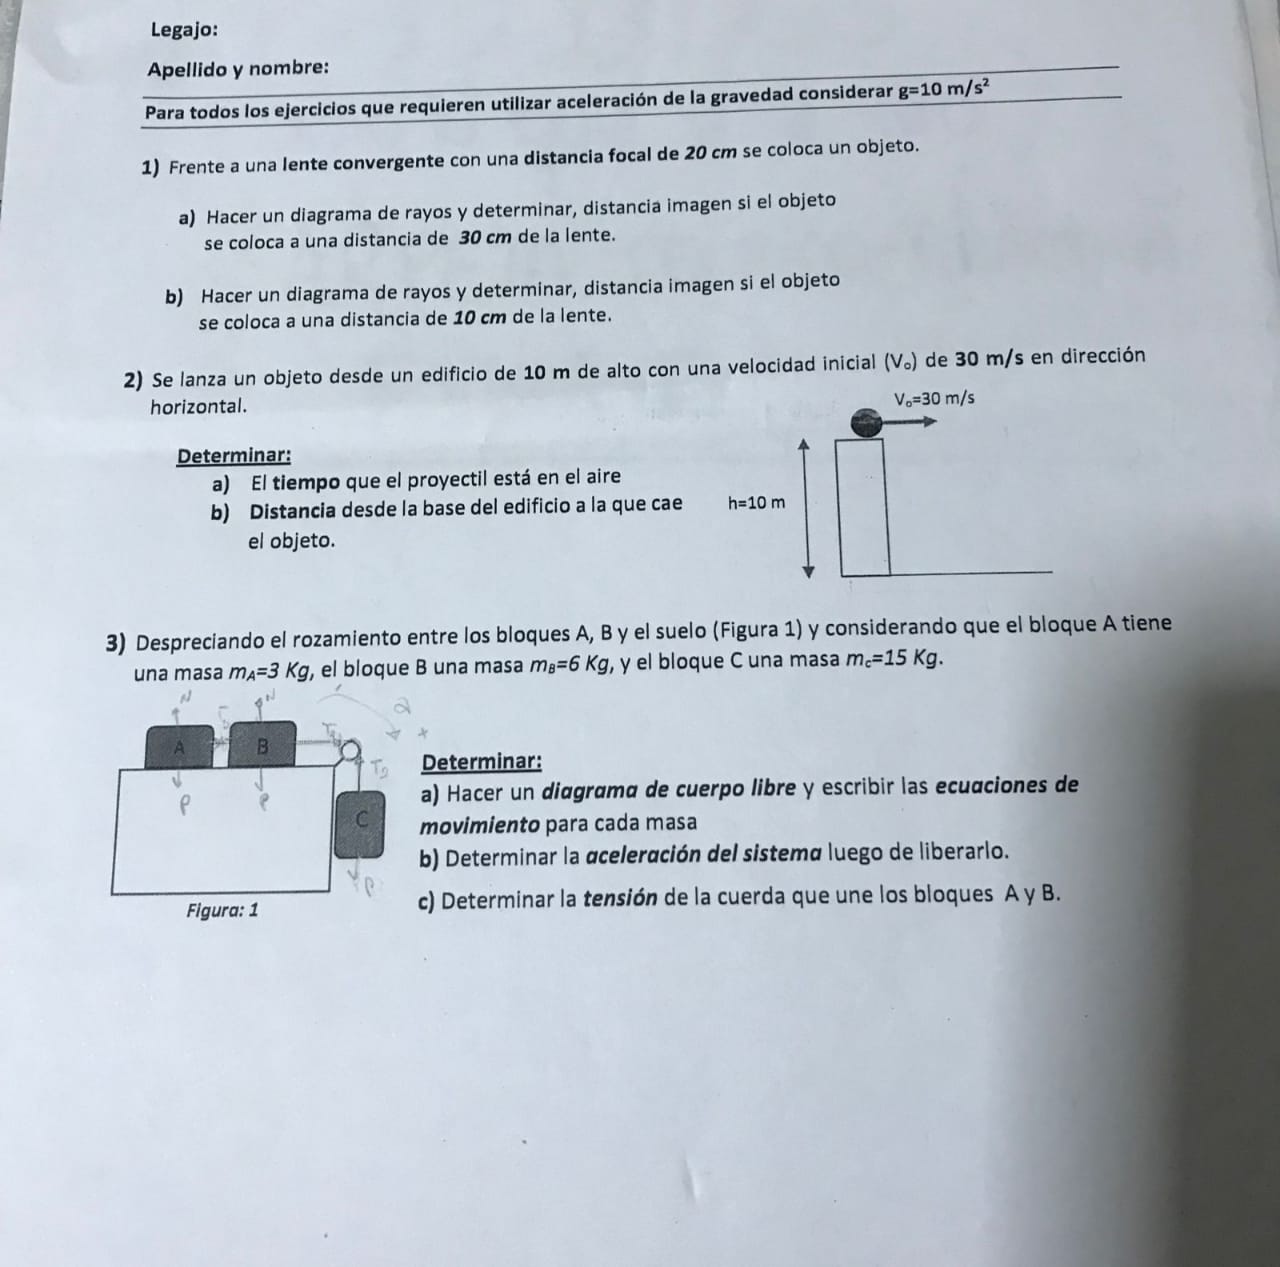 Legajo:
Apellido y nombre:
Para todos los ejercicios que requieren utilizar aceleración de la gravedad considerar g=10 m/s²
1) Frente a una lente convergente con una distancia focal de 20 cm se coloca un objeto.
a) Hacer un diagrama de rayos y determinar, distancia imagen si el objeto
se coloca a una distancia de 30 cm de la lente.
b) Hacer un diagrama de rayos y determinar, distancia imagen si el objeto
se coloca a una distancia de 10 cm de la lente.
2) Se lanza un objeto desde un edificio de 10 m de alto con una velocidad inicial (Vₒ) de 30 m/s en dirección
horizontal.
Vₒ=30 m/s
Determinar:
a) El tiempo que el proyectil está en el aire
b) Distancia desde la base del edificio a la que cae
el objeto.
h=10 m
3) Despreciando el rozamiento entre los bloques A, B y el suelo (Figura 1) y considerando que el bloque A tiene
una masa mA=3 Kg, el bloque B una masa mB=6 Kg, y el bloque C una masa mc=15 Kg.
N N
A B
T2
P P
C
P
Figura: 1
Determinar:
a) Hacer un diagrama de cuerpo libre y escribir las ecuaciones de
movimiento para cada masa
b) Determinar la aceleración del sistema luego de liberarlo.
c) Determinar la tensión de la cuerda que une los bloques A y B.